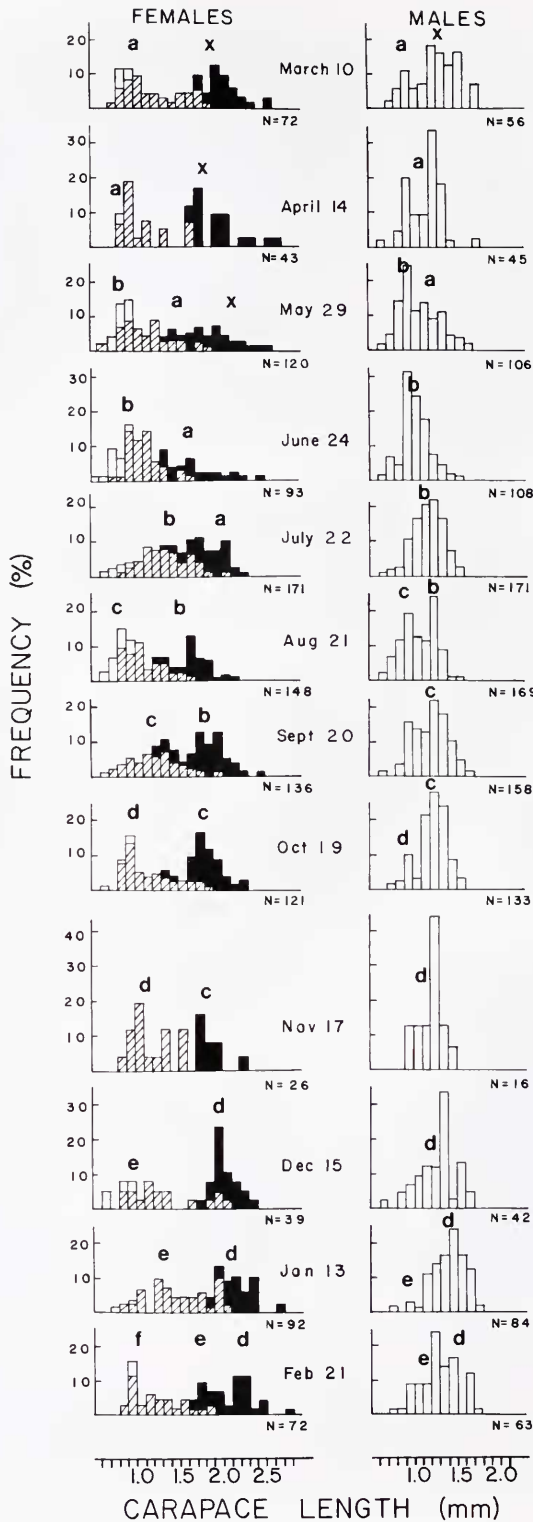 FEMALES MALES
FREQUENCY (%)
20 10 a x March 10 a x
N=72 N=56
20 10 a x April 14 a
N=43 N=45
20 10 b a x May 29 b a
N=120 N=106
30 20 10 b a June 24 b
N=93 N=108
20 10 b a July 22 b
N=171 N=171
20 10 c b Aug 21 c b
N=148 N=169
20 10 c b Sept 20 c
N=136 N=158
20 10 d c Oct 19 d c
N=121 N=133
40 30 20 10 d c Nov 17 d
N=26 N=16
30 20 10 e d Dec 15 d
N=39 N=42
20 10 e d Jan 13 e d
N=92 N=84
20 10 f e d Feb 21 e d
N=72 N=63
1.0 1.5 2.0 2.5 1.0 1.5 2.0
CARAPACE LENGTH (mm)